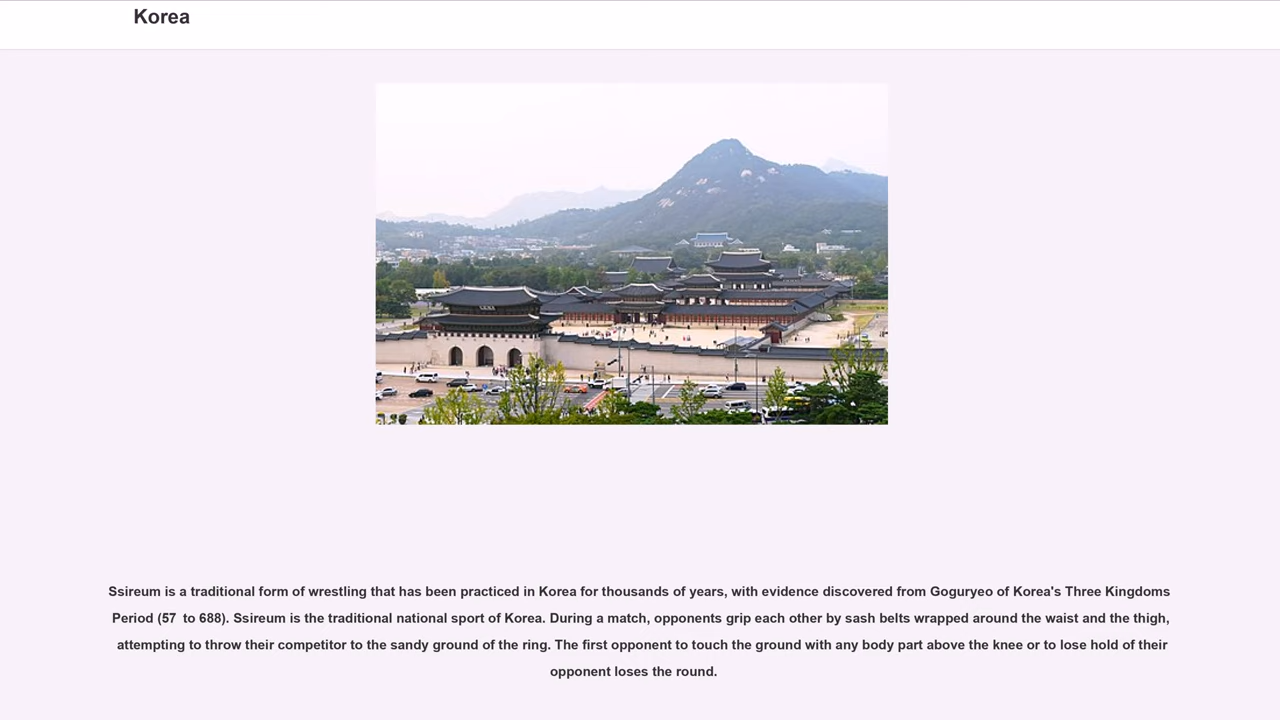 Korea
Ssireum is a traditional form of wrestling that has been practiced in Korea for thousands of years, with evidence discovered from Goguryeo of Korea's Three Kingdoms
Period (57  to 688). Ssireum is the traditional national sport of Korea. During a match, opponents grip each other by sash belts wrapped around the waist and the thigh,
attempting to throw their competitor to the sandy ground of the ring. The first opponent to touch the ground with any body part above the knee or to lose hold of their
opponent loses the round.